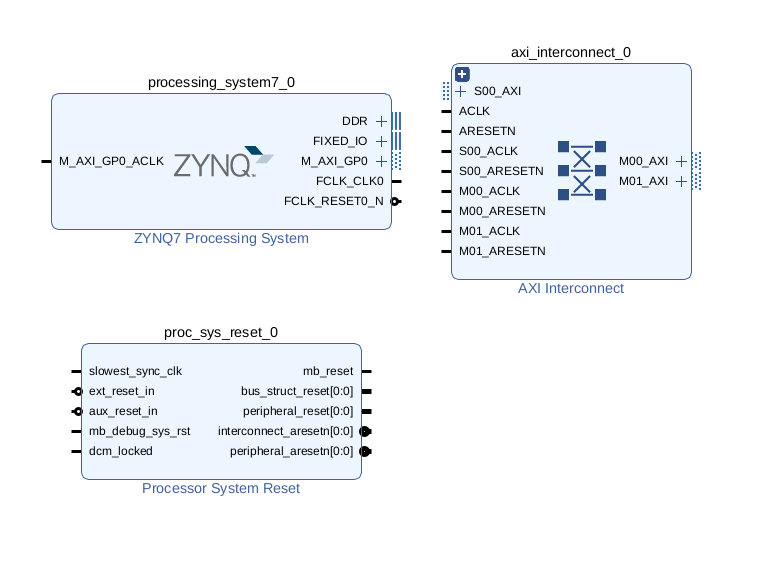 processing_system7_0
DDR
FIXED_IO
M_AXI_GP0_ACLK
ZYNQ
M_AXI_GP0
FCLK_CLK0
FCLK_RESET0_N
ZYNQ7 Processing System
axi_interconnect_0
S00_AXI
ACLK
ARESETN
S00_ACLK
S00_ARESETN
M00_ACLK
M00_ARESETN
M01_ACLK
M01_ARESETN
M00_AXI
M01_AXI
AXI Interconnect
proc_sys_reset_0
slowest_sync_clk
ext_reset_in
aux_reset_in
mb_debug_sys_rst
dcm_locked
mb_reset
bus_struct_reset[0:0]
peripheral_reset[0:0]
interconnect_aresetn[0:0]
peripheral_aresetn[0:0]
Processor System Reset